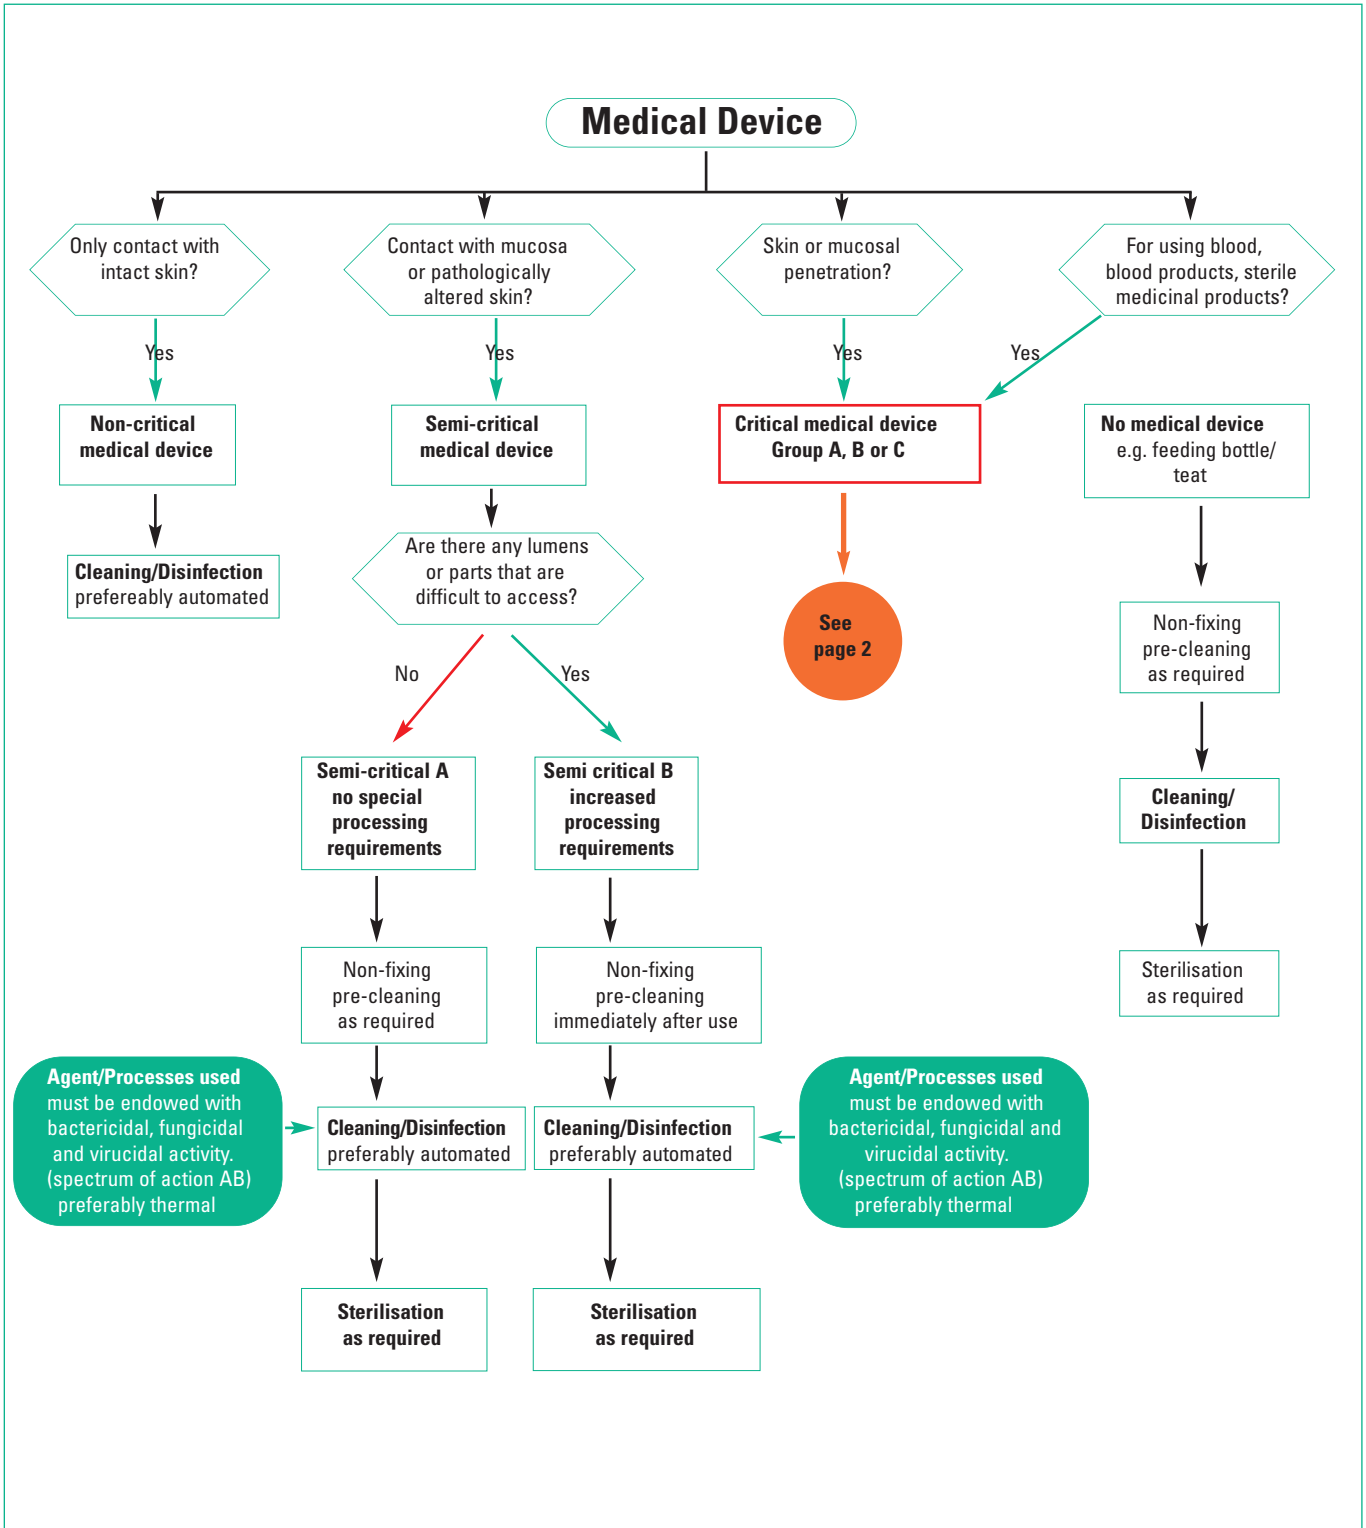 Medical Device
Only contact with
intact skin?
Contact with mucosa
or pathologically
altered skin?
Skin or mucosal
penetration?
For using blood,
blood products, sterile
medicinal products?
Yes
Yes
Yes
Yes
Non-critical
medical device
Semi-critical
medical device
Critical medical device
Group A, B or C
No medical device
e.g. feeding bottle/
teat
Cleaning/Disinfection
prefereably automated
Are there any lumens
or parts that are
difficult to access?
See
page 2
Non-fixing
pre-cleaning
as required
No
Yes
Semi-critical A
no special
processing
requirements
Semi critical B
increased
processing
requirements
Cleaning/
Disinfection
Non-fixing
pre-cleaning
as required
Non-fixing
pre-cleaning
immediately after use
Sterilisation
as required
Agent/Processes used
must be endowed with
bactericidal, fungicidal
and virucidal activity.
(spectrum of action AB)
preferably thermal
Cleaning/Disinfection
preferably automated
Cleaning/Disinfection
preferably automated
Agent/Processes used
must be endowed with
bactericidal, fungicidal and
virucidal activity.
(spectrum of action AB)
preferably thermal
Sterilisation
as required
Sterilisation
as required